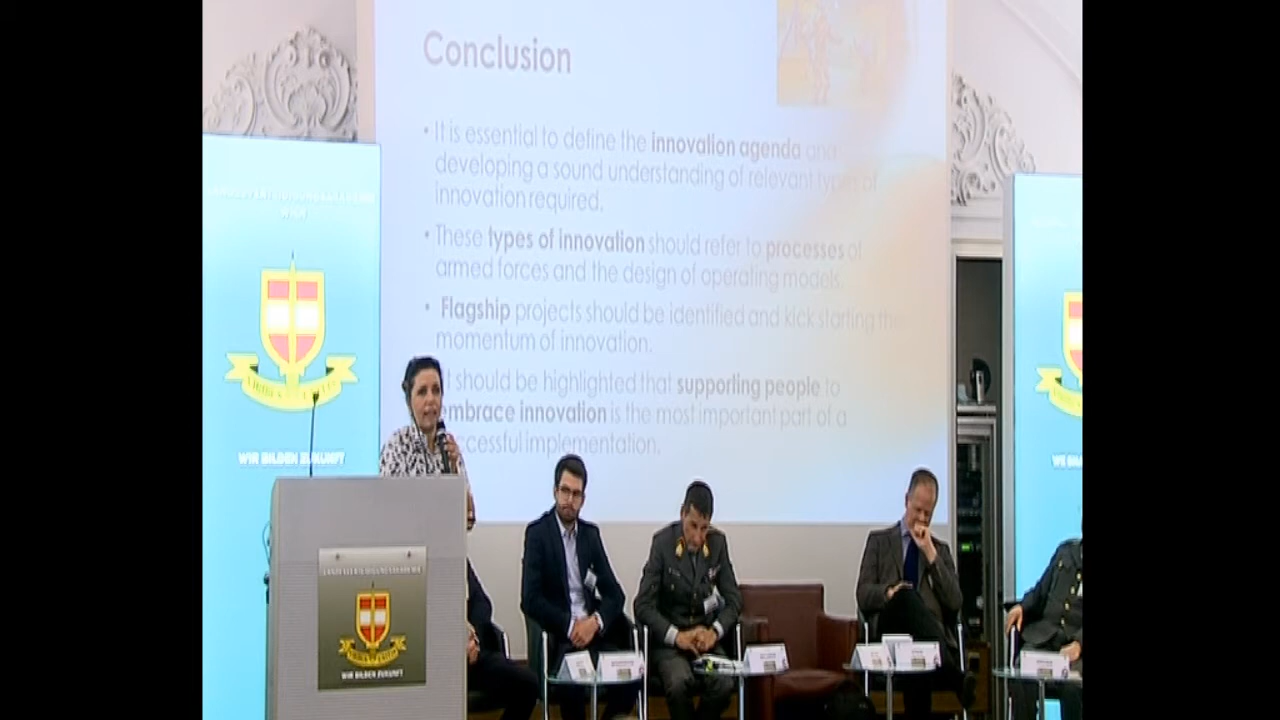 Conclusion
• It is essential to define the innovation agenda and
developing a sound understanding of relevant types of
innovation required.
• These types of innovation should refer to processes of
armed forces and the design of operating models.
• Flagship projects should be identified and kick starting the
momentum of innovation.
It should be highlighted that supporting people to
embrace innovation is the most important part of a
successful implementation.
LANDESVERTEIDIGUNGSAKADEMIE
WIEN
WIR BILDEN ZUKUNFT
LANDESVERTEIDIGUNGSAKADEMIE
WIR BILDEN ZUKUNFT